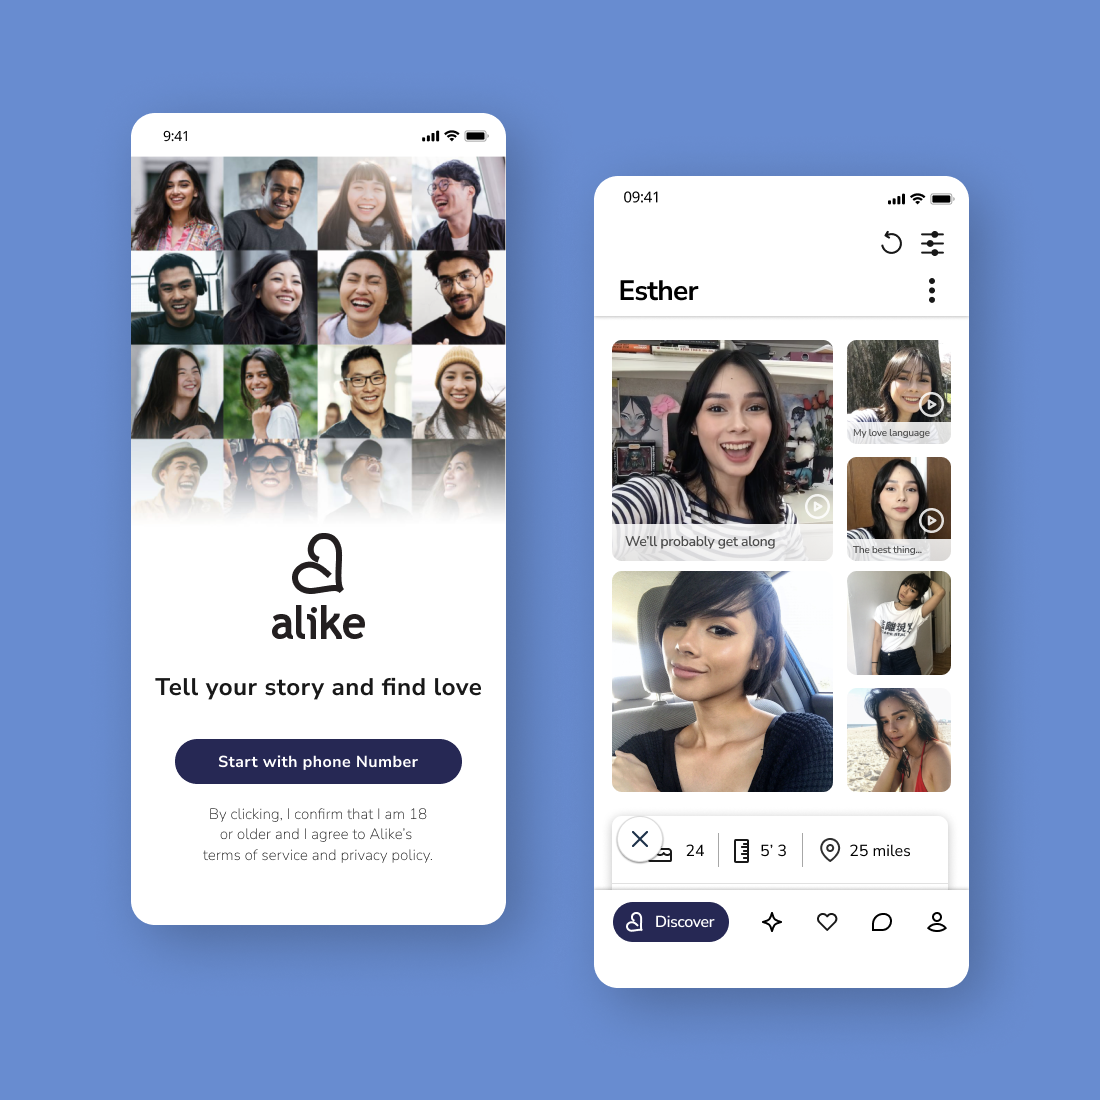 9:41
alike
Tell your story and find love
Start with phone Number
By clicking, I confirm that I am 18
or older and I agree to Alike's
terms of service and privacy policy.
09:41
Esther
We'll probably get along
My love language
The best thing...
24
5' 3
25 miles
Discover